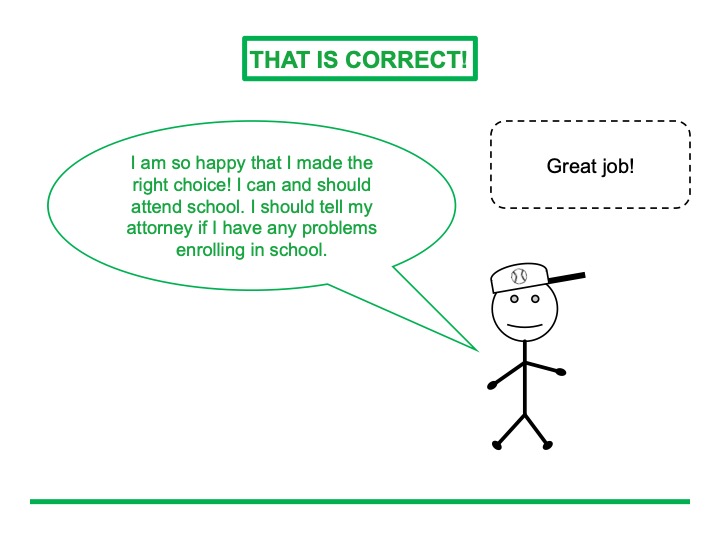 THAT IS CORRECT!
I am so happy that I made the
right choice! I can and should
attend school. I should tell my
attorney if I have any problems
enrolling in school.
Great job!